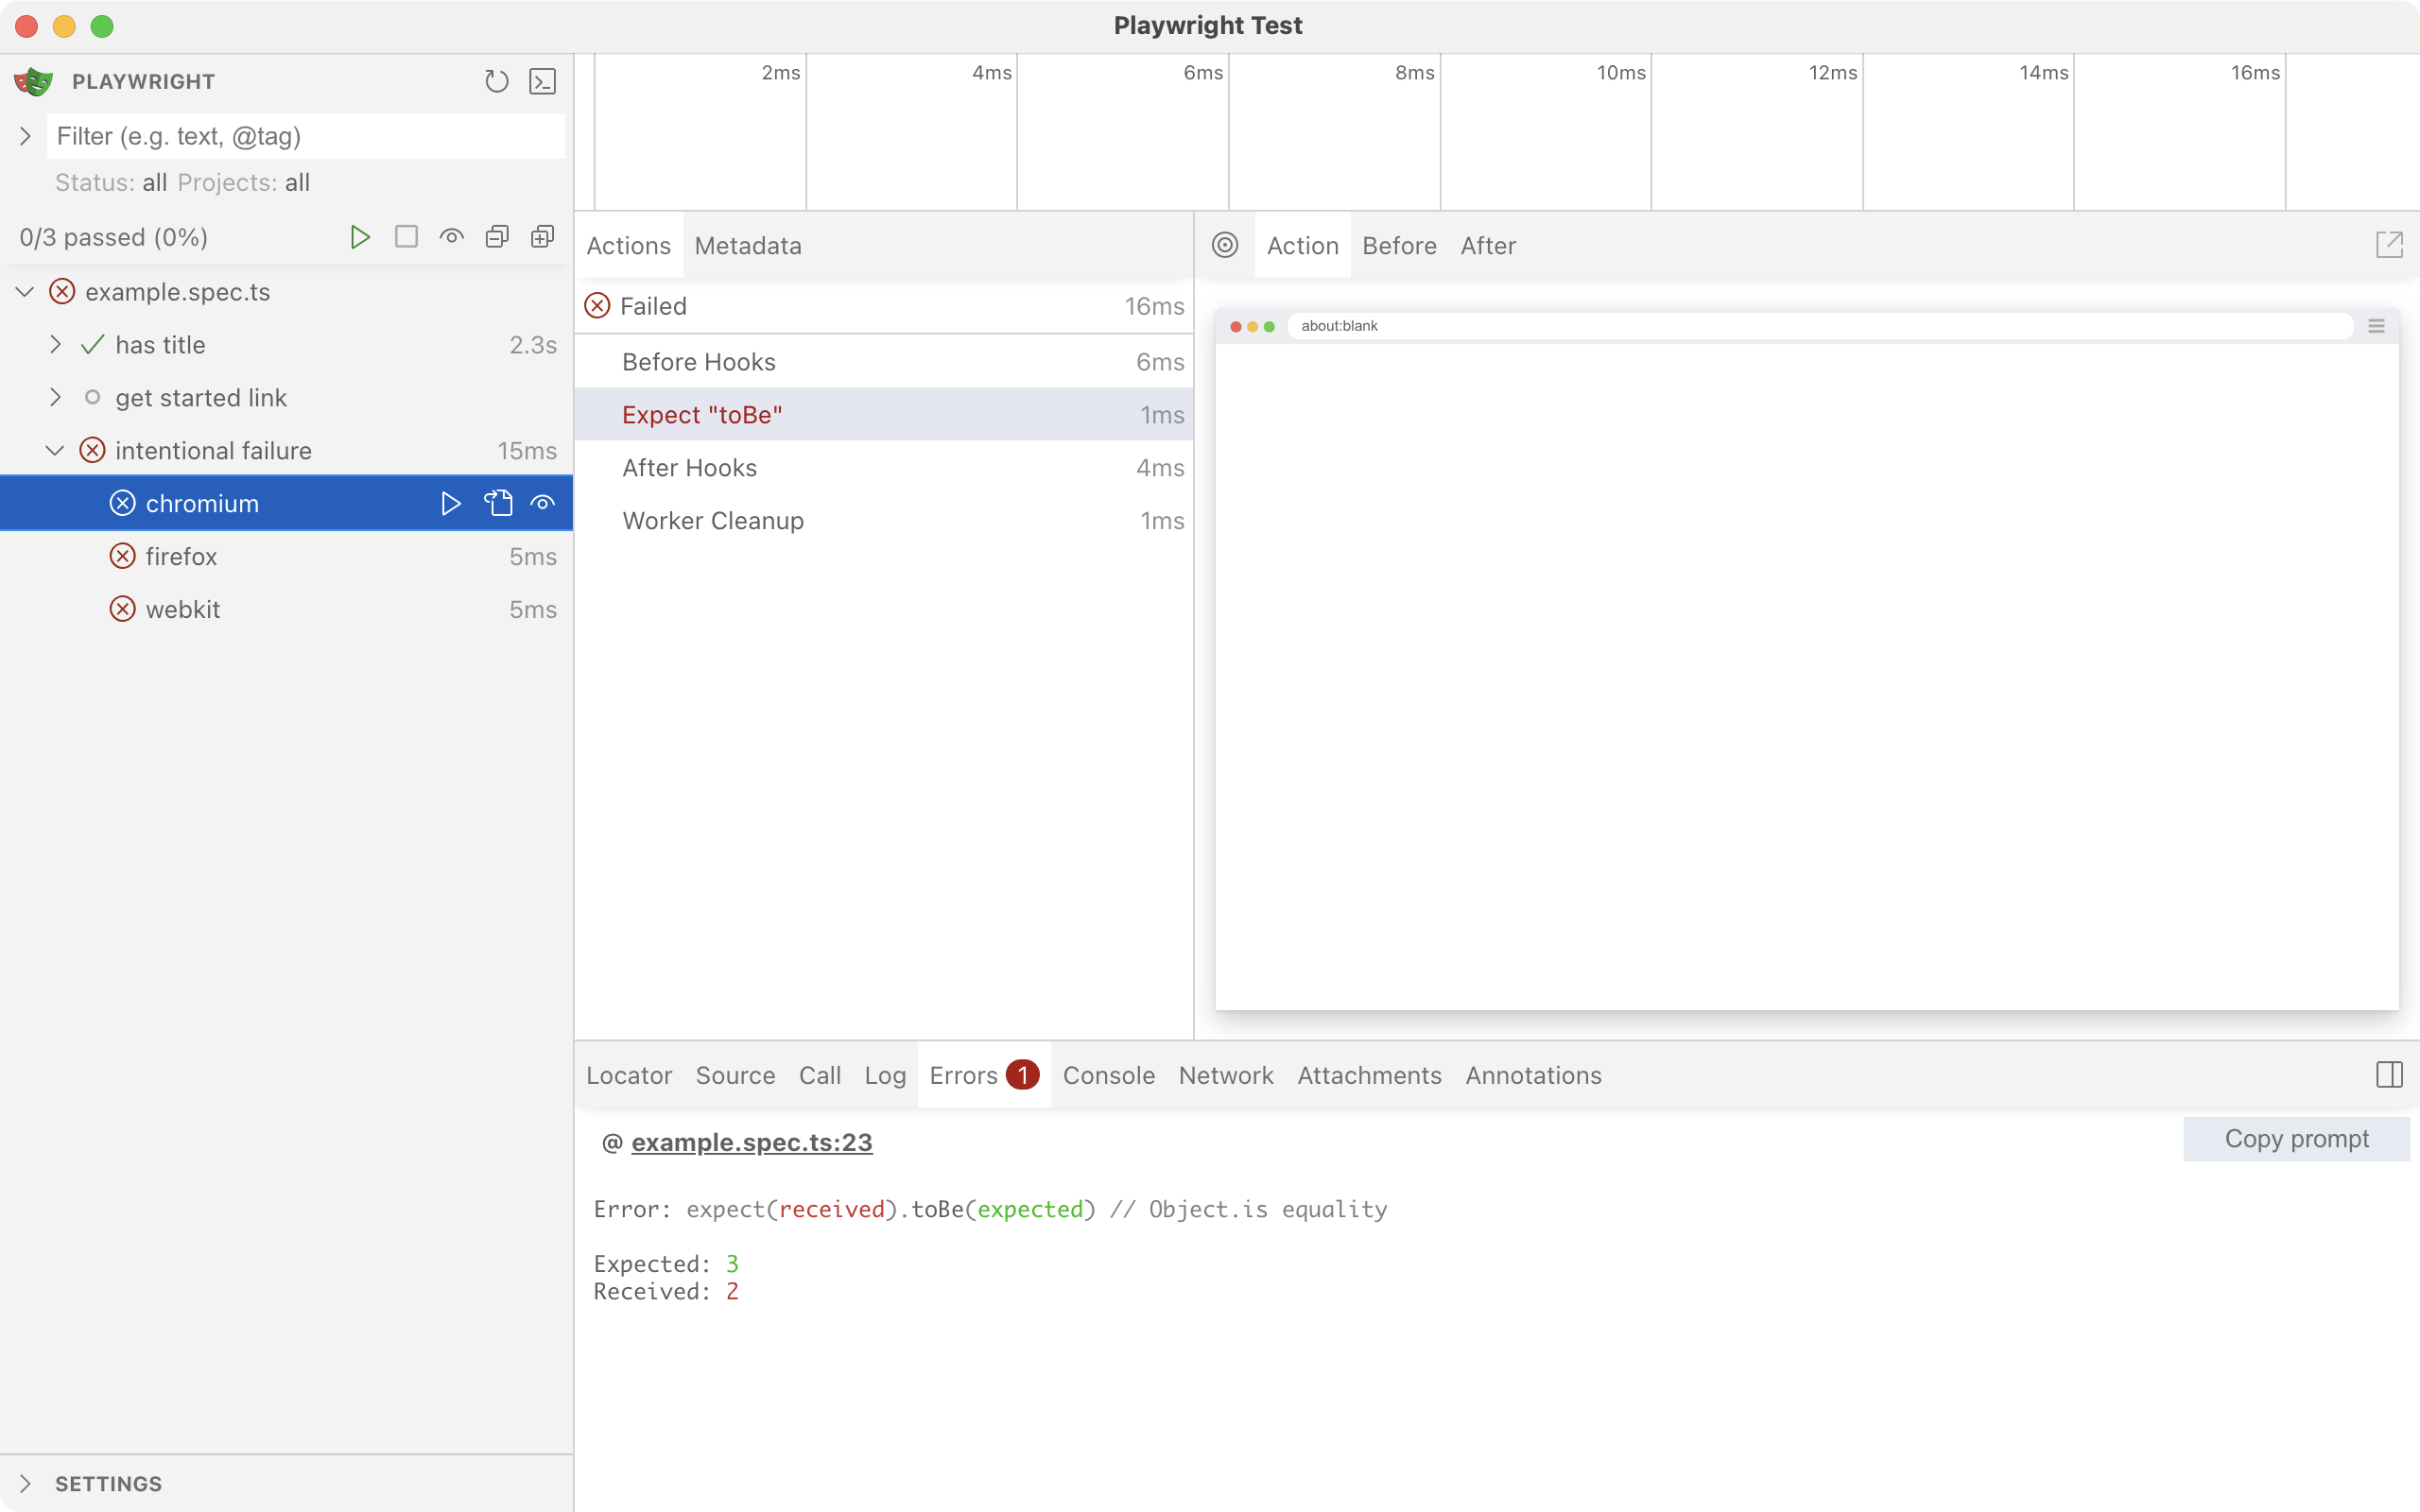 Playwright Test
PLAYWRIGHT
Filter (e.g. text, @tag)
Status: all Projects: all
0/3 passed (0%)
example.spec.ts
has title 2.3s
get started link
intentional failure 15ms
chromium
firefox 5ms
webkit 5ms
SETTINGS
2ms 4ms 6ms 8ms 10ms 12ms 14ms 16ms
Actions Metadata
Failed 16ms
Before Hooks 6ms
Expect "toBe" 1ms
After Hooks 4ms
Worker Cleanup 1ms
Action Before After
about:blank
Locator Source Call Log Errors 1 Console Network Attachments Annotations
@ example.spec.ts:23
Copy prompt
Error: expect(received).toBe(expected) // Object.is equality
Expected: 3
Received: 2